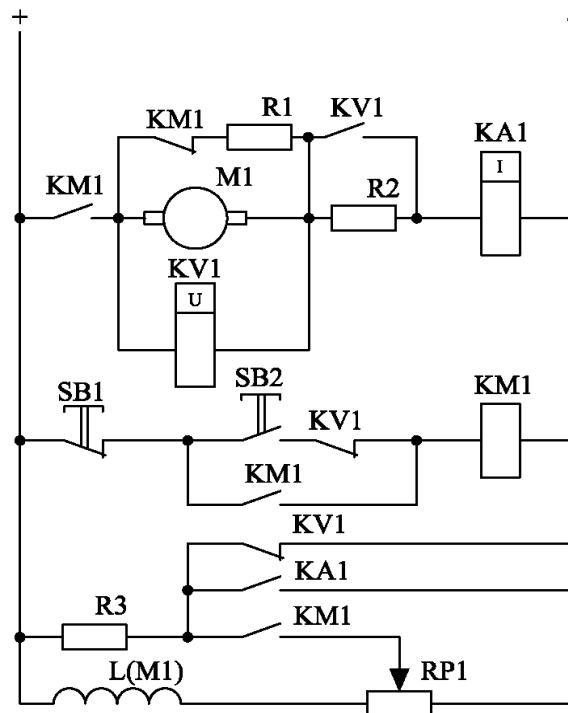 + -
R1 KV1
KM1 KA1
I
M1
KM1 R2
KV1
U
SB1 SB2 KM1
KV1
KM1
KV1
KA1
R3
KM1
L(M1) RP1